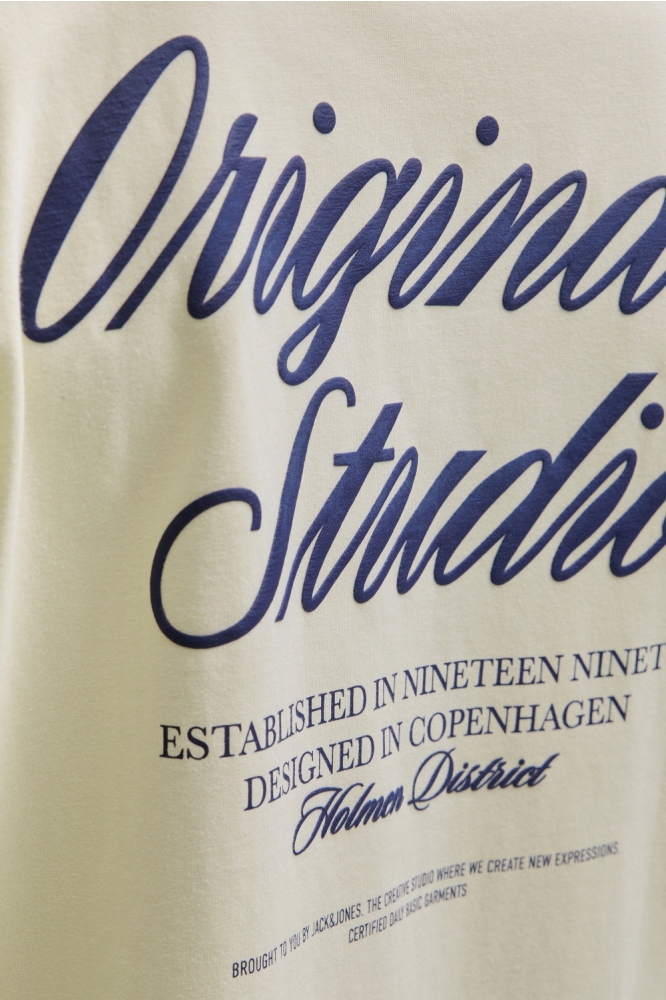 Origina
Studio
ESTABLISHED IN NINETEEN NINET
DESIGNED IN COPENHAGEN
Holmen District
BROUGHT TO YOU BY JACK&JONES. THE CREATIVE STUDIO WHERE WE CREATE NEW EXPRESSIONS.
CERTIFIED DAILY BASIC GARMENTS